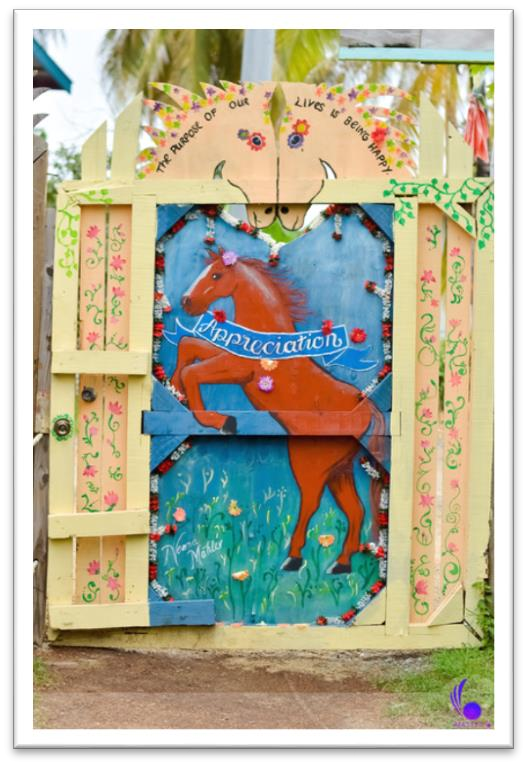 THE PURPOSE OF OUR LIVES IS BEING HAPPY.
Appreciation